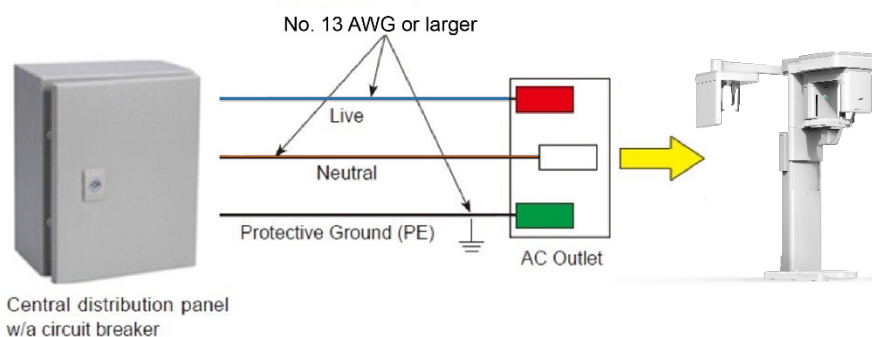 No. 13 AWG or larger
Live
Neutral
Protective Ground (PE)
AC Outlet
Central distribution panel
w/a circuit breaker